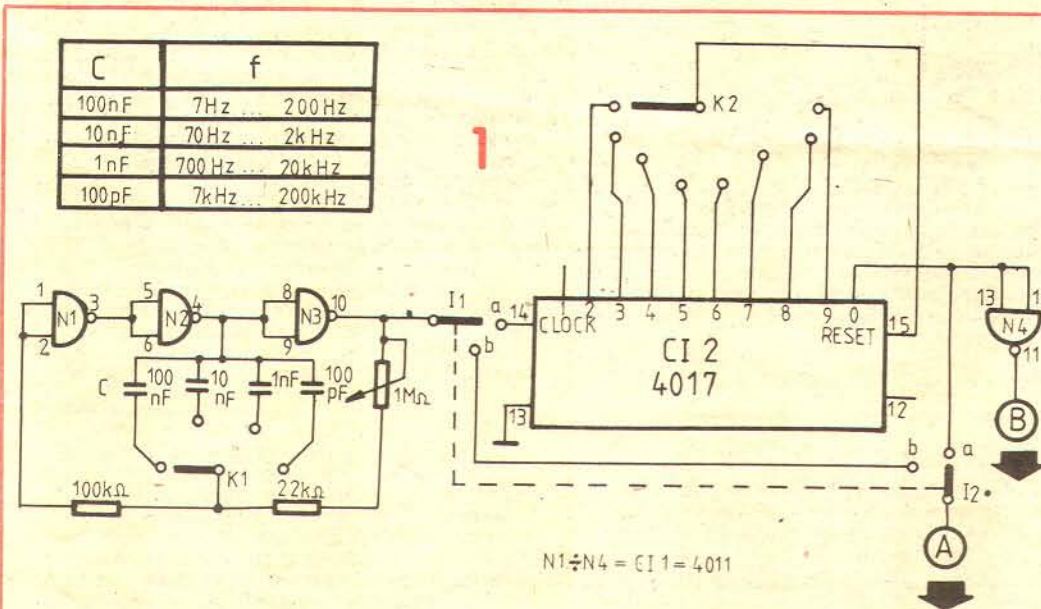 C f
100nF 7Hz ... 200Hz
10nF 70Hz ... 2kHz
1nF 700Hz ... 20kHz
100pF 7kHz ... 200kHz
1
K2
1 2 3 4 5 6 7 8 9 0
14 CLOCK RESET 15
CI 2
4017
13 12
1 2 N1 3
5 6 N2 4
8 9 N3 10
I1 a b
C 100 nF 10 nF 1nF 100 pF
1MΩ
K1
100kΩ 22kΩ
13 1 N4 11
B
b a
I2
A
N1÷N4 = CI 1 = 4011